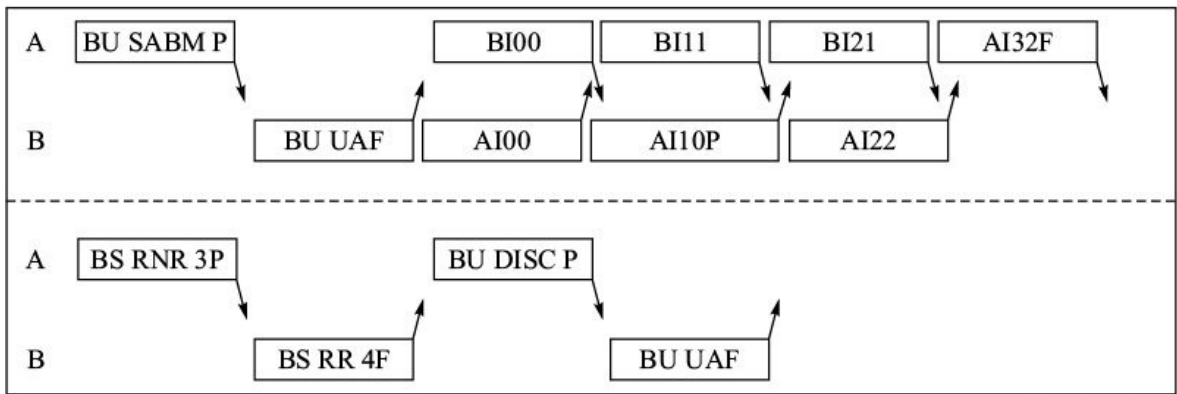 A BU SABM P BI00 BI11 BI21 AI32F
B BU UAF AI00 AI10P AI22
A BS RNR 3P BU DISC P
B BS RR 4F BU UAF